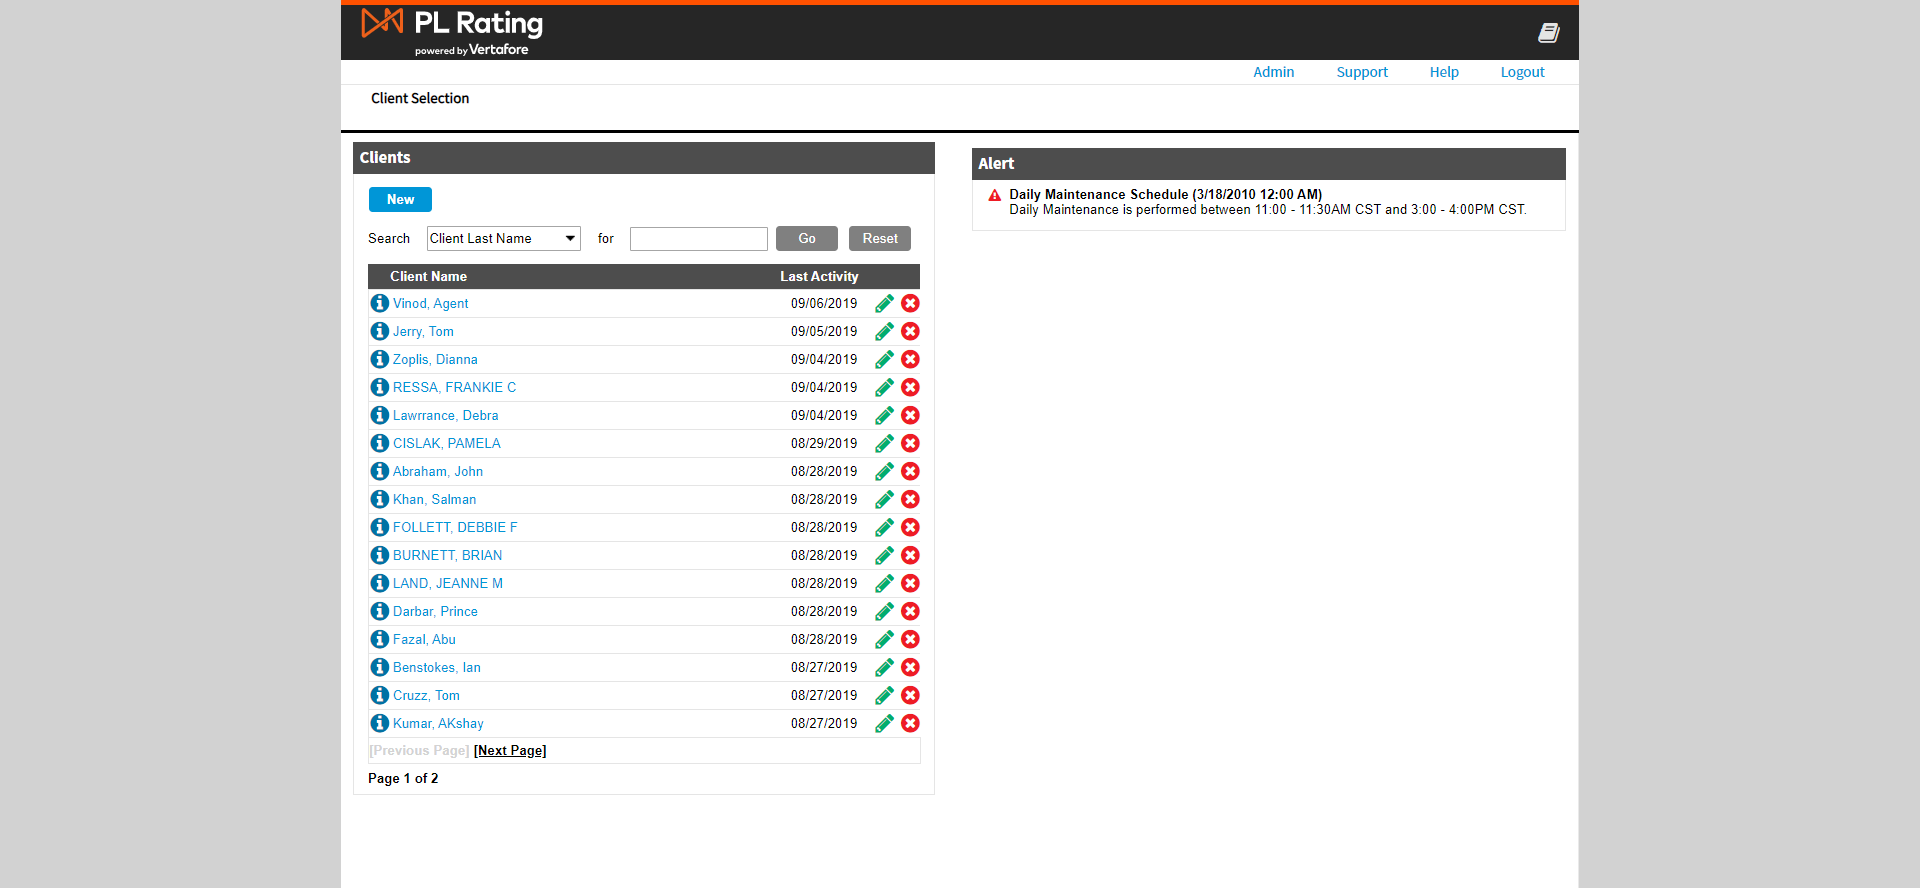 PL Rating
powered by Vertafore
Admin Support Help Logout
Client Selection
Clients
New
Search Client Last Name for Go Reset
Client Name Last Activity
Vinod, Agent 09/06/2019
Jerry, Tom 09/05/2019
Zoplis, Dianna 09/04/2019
RESSA, FRANKIE C 09/04/2019
Lawrrance, Debra 09/04/2019
CISLAK, PAMELA 08/29/2019
Abraham, John 08/28/2019
Khan, Salman 08/28/2019
FOLLETT, DEBBIE F 08/28/2019
BURNETT, BRIAN 08/28/2019
LAND, JEANNE M 08/28/2019
Darbar, Prince 08/28/2019
Fazal, Abu 08/28/2019
Benstokes, Ian 08/27/2019
Cruzz, Tom 08/27/2019
Kumar, AKshay 08/27/2019
[Previous Page] [Next Page]
Page 1 of 2
Alert
Daily Maintenance Schedule (3/18/2010 12:00 AM)
Daily Maintenance is performed between 11:00 - 11:30AM CST and 3:00 - 4:00PM CST.